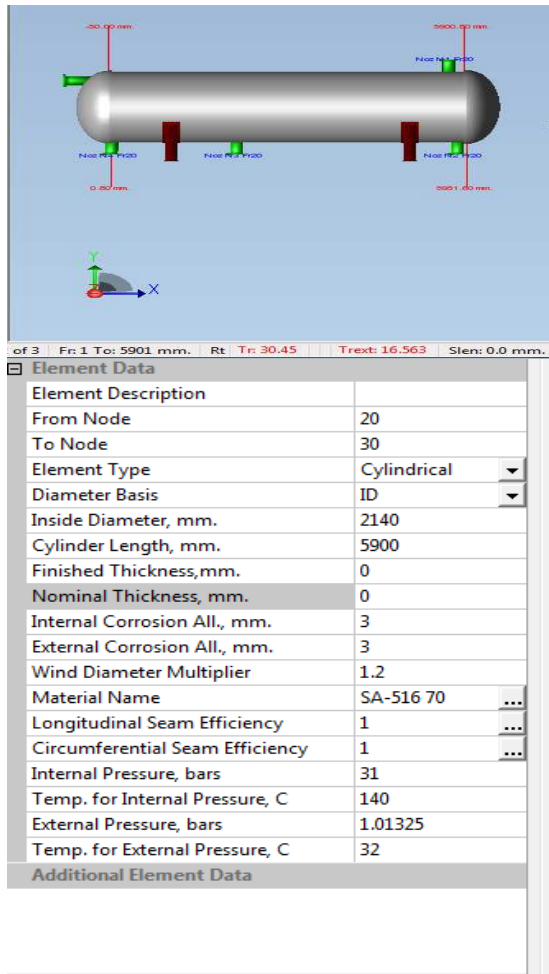 -50.00 mm. 5900.80 mm.
Noz N1 Fr20
Noz N4 Fr20 Noz N3 Fr20 Noz N2 Fr20
0.80 mm. 5951.60 mm.
Y
X
of 3 Fr: 1 To: 5901 mm. Rt Tr: 30.45 Trext: 16.563 Slen: 0.0 mm.
Element Data
Element Description
From Node 20
To Node 30
Element Type Cylindrical
Diameter Basis ID
Inside Diameter, mm. 2140
Cylinder Length, mm. 5900
Finished Thickness,mm. 0
Nominal Thickness, mm. 0
Internal Corrosion All., mm. 3
External Corrosion All., mm. 3
Wind Diameter Multiplier 1.2
Material Name SA-516 70 ...
Longitudinal Seam Efficiency 1 ...
Circumferential Seam Efficiency 1 ...
Internal Pressure, bars 31
Temp. for Internal Pressure, C 140
External Pressure, bars 1.01325
Temp. for External Pressure, C 32
Additional Element Data